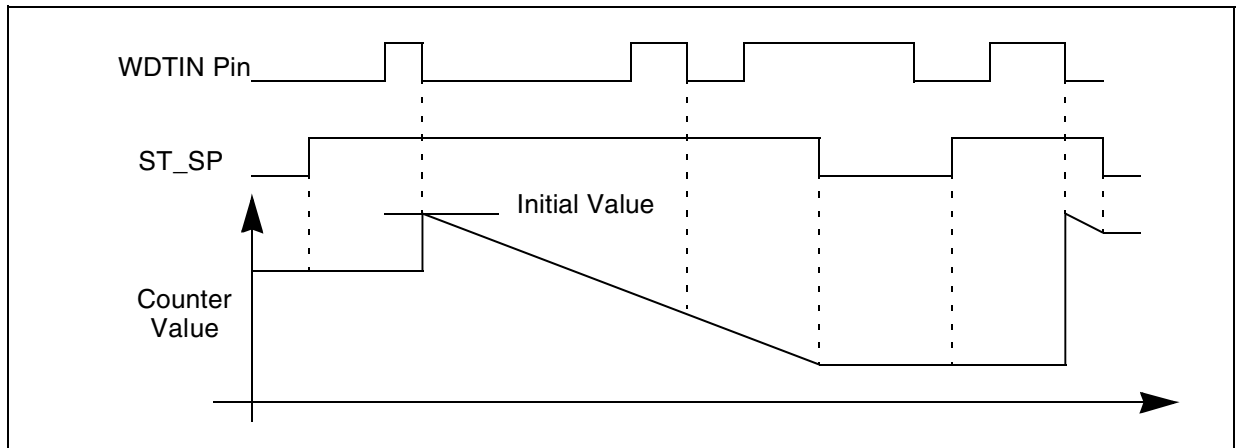 WDTIN Pin
ST_SP
Initial Value
Counter
Value